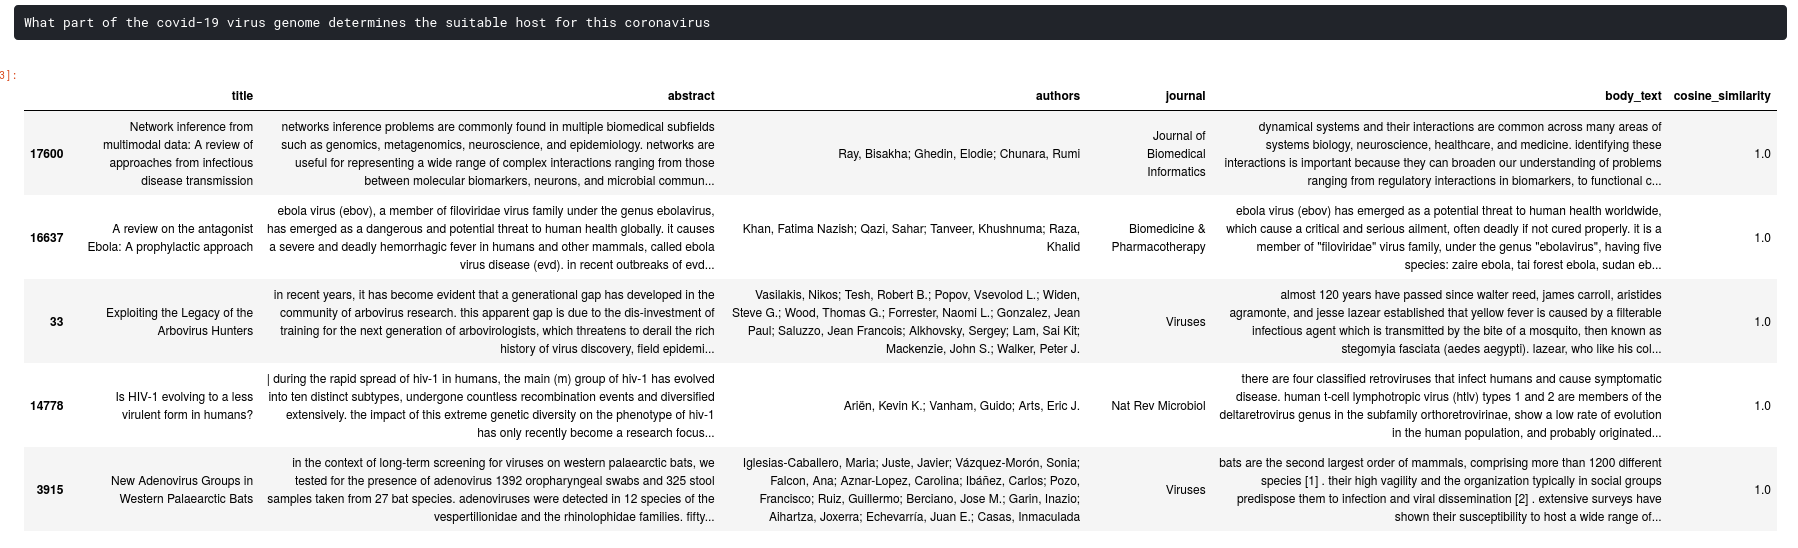 What part of the covid-19 virus genome determines the suitable host for this coronavirus
3]:
title abstract authors journal body_text cosine_similarity
17600
Network inference from
multimodal data: A review of
approaches from infectious
disease transmission
networks inference problems are commonly found in multiple biomedical subfields
such as genomics, metagenomics, neuroscience, and epidemiology. networks are
useful for representing a wide range of complex interactions ranging from those
between molecular biomarkers, neurons, and microbial commun...
Ray, Bisakha; Ghedin, Elodie; Chunara, Rumi
Journal of
Biomedical
Informatics
dynamical systems and their interactions are common across many areas of
systems biology, neuroscience, healthcare, and medicine. identifying these
interactions is important because they can broaden our understanding of problems
ranging from regulatory interactions in biomarkers, to functional c...
1.0
16637
A review on the antagonist
Ebola: A prophylactic approach
ebola virus (ebov), a member of filoviridae virus family under the genus ebolavirus,
has emerged as a dangerous and potential threat to human health globally. it causes
a severe and deadly hemorrhagic fever in humans and other mammals, called ebola
virus disease (evd). in recent outbreaks of evd...
Khan, Fatima Nazish; Qazi, Sahar; Tanveer, Khushnuma; Raza,
Khalid
Biomedicine &
Pharmacotherapy
ebola virus (ebov) has emerged as a potential threat to human health worldwide,
which cause a critical and serious ailment, often deadly if not cured properly. it is a
member of "filoviridae" virus family, under the genus "ebolavirus", having five
species: zaire ebola, tai forest ebola, sudan eb...
1.0
33
Exploiting the Legacy of the
Arbovirus Hunters
in recent years, it has become evident that a generational gap has developed in the
community of arbovirus research. this apparent gap is due to the dis-investment of
training for the next generation of arbovirologists, which threatens to derail the rich
history of virus discovery, field epidemi...
Vasilakis, Nikos; Tesh, Robert B.; Popov, Vsevolod L.; Widen,
Steve G.; Wood, Thomas G.; Forrester, Naomi L.; Gonzalez, Jean
Paul; Saluzzo, Jean Francois; Alkhovsky, Sergey; Lam, Sai Kit;
Mackenzie, John S.; Walker, Peter J.
Viruses
almost 120 years have passed since walter reed, james carroll, aristides
agramonte, and jesse lazear established that yellow fever is caused by a filterable
infectious agent which is transmitted by the bite of a mosquito, then known as
stegomyia fasciata (aedes aegypti). lazear, who like his col...
1.0
14778
Is HIV-1 evolving to a less
virulent form in humans?
| during the rapid spread of hiv-1 in humans, the main (m) group of hiv-1 has evolved
into ten distinct subtypes, undergone countless recombination events and diversified
extensively. the impact of this extreme genetic diversity on the phenotype of hiv-1
has only recently become a research focus...
Ariën, Kevin K.; Vanham, Guido; Arts, Eric J.
Nat Rev Microbiol
there are four classified retroviruses that infect humans and cause symptomatic
disease. human t-cell lymphotropic virus (htlv) types 1 and 2 are members of the
deltaretrovirus genus in the subfamily orthoretrovirinae, show a low rate of evolution
in the human population, and probably originated...
1.0
3915
New Adenovirus Groups in
Western Palaearctic Bats
in the context of long-term screening for viruses on western palaearctic bats, we
tested for the presence of adenovirus 1392 oropharyngeal swabs and 325 stool
samples taken from 27 bat species. adenoviruses were detected in 12 species of the
vespertilionidae and the rhinolophidae families. fifty...
Iglesias-Caballero, Maria; Juste, Javier; Vázquez-Morón, Sonia;
Falcon, Ana; Aznar-Lopez, Carolina; Ibáñez, Carlos; Pozo,
Francisco; Ruiz, Guillermo; Berciano, Jose M.; Garin, Inazio;
Aihartza, Joxerra; Echevarría, Juan E.; Casas, Inmaculada
Viruses
bats are the second largest order of mammals, comprising more than 1200 different
species [1] . their high vagility and the organization typically in social groups
predispose them to infection and viral dissemination [2] . extensive surveys have
shown their susceptibility to host a wide range of...
1.0